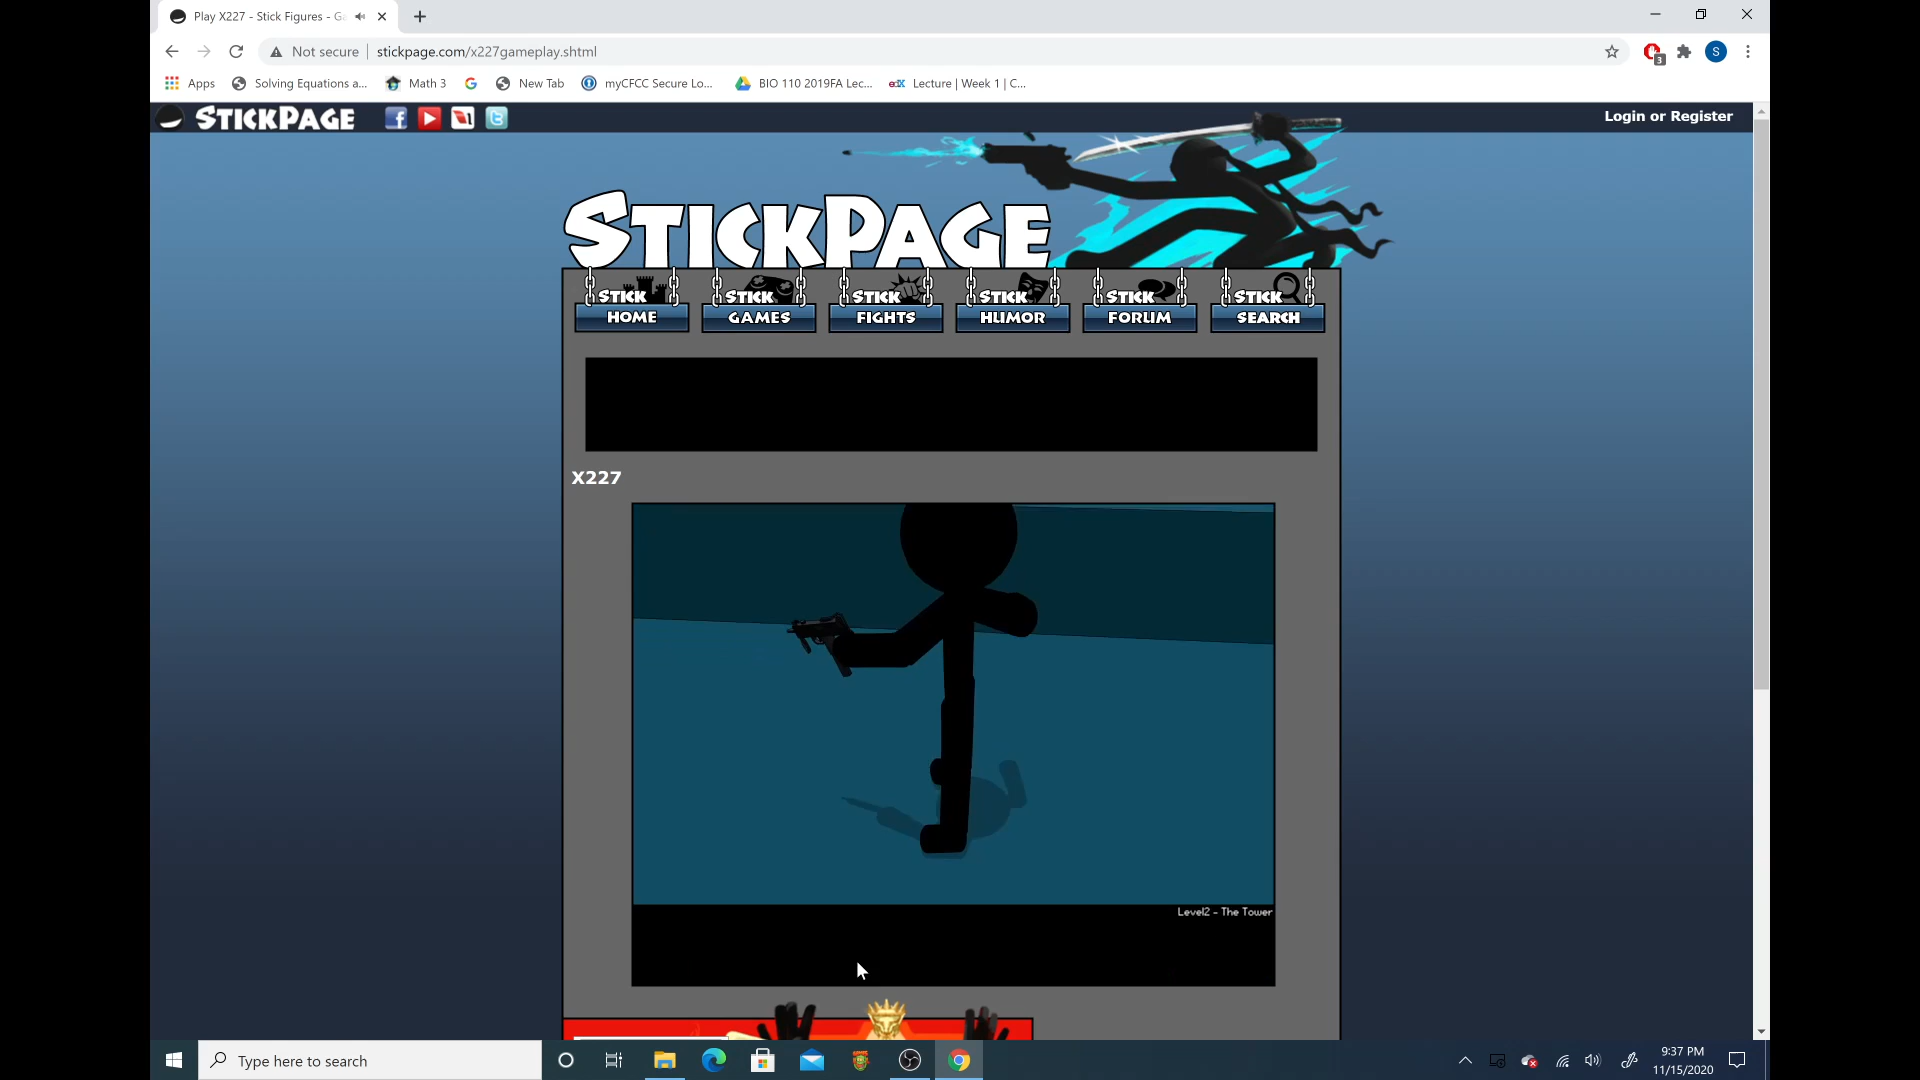 Play X227 - Stick Figures - Ga
Not secure
stickpage.com/x227gameplay.shtml
S
3
Apps
Solving Equations a...
Math 3
New Tab
myCFCC Secure Lo...
BIO 110 2019FA Lec...
edX
Lecture | Week 1 | C...
STICKPAGE
Login or Register
STICKPAGE
STICK HOME
STICK GAMES
STICK FIGHTS
STICK HUMOR
STICK FORUM
STICK SEARCH
X227
Level2 - The Tower
Type here to search
9:37 PM
11/15/2020